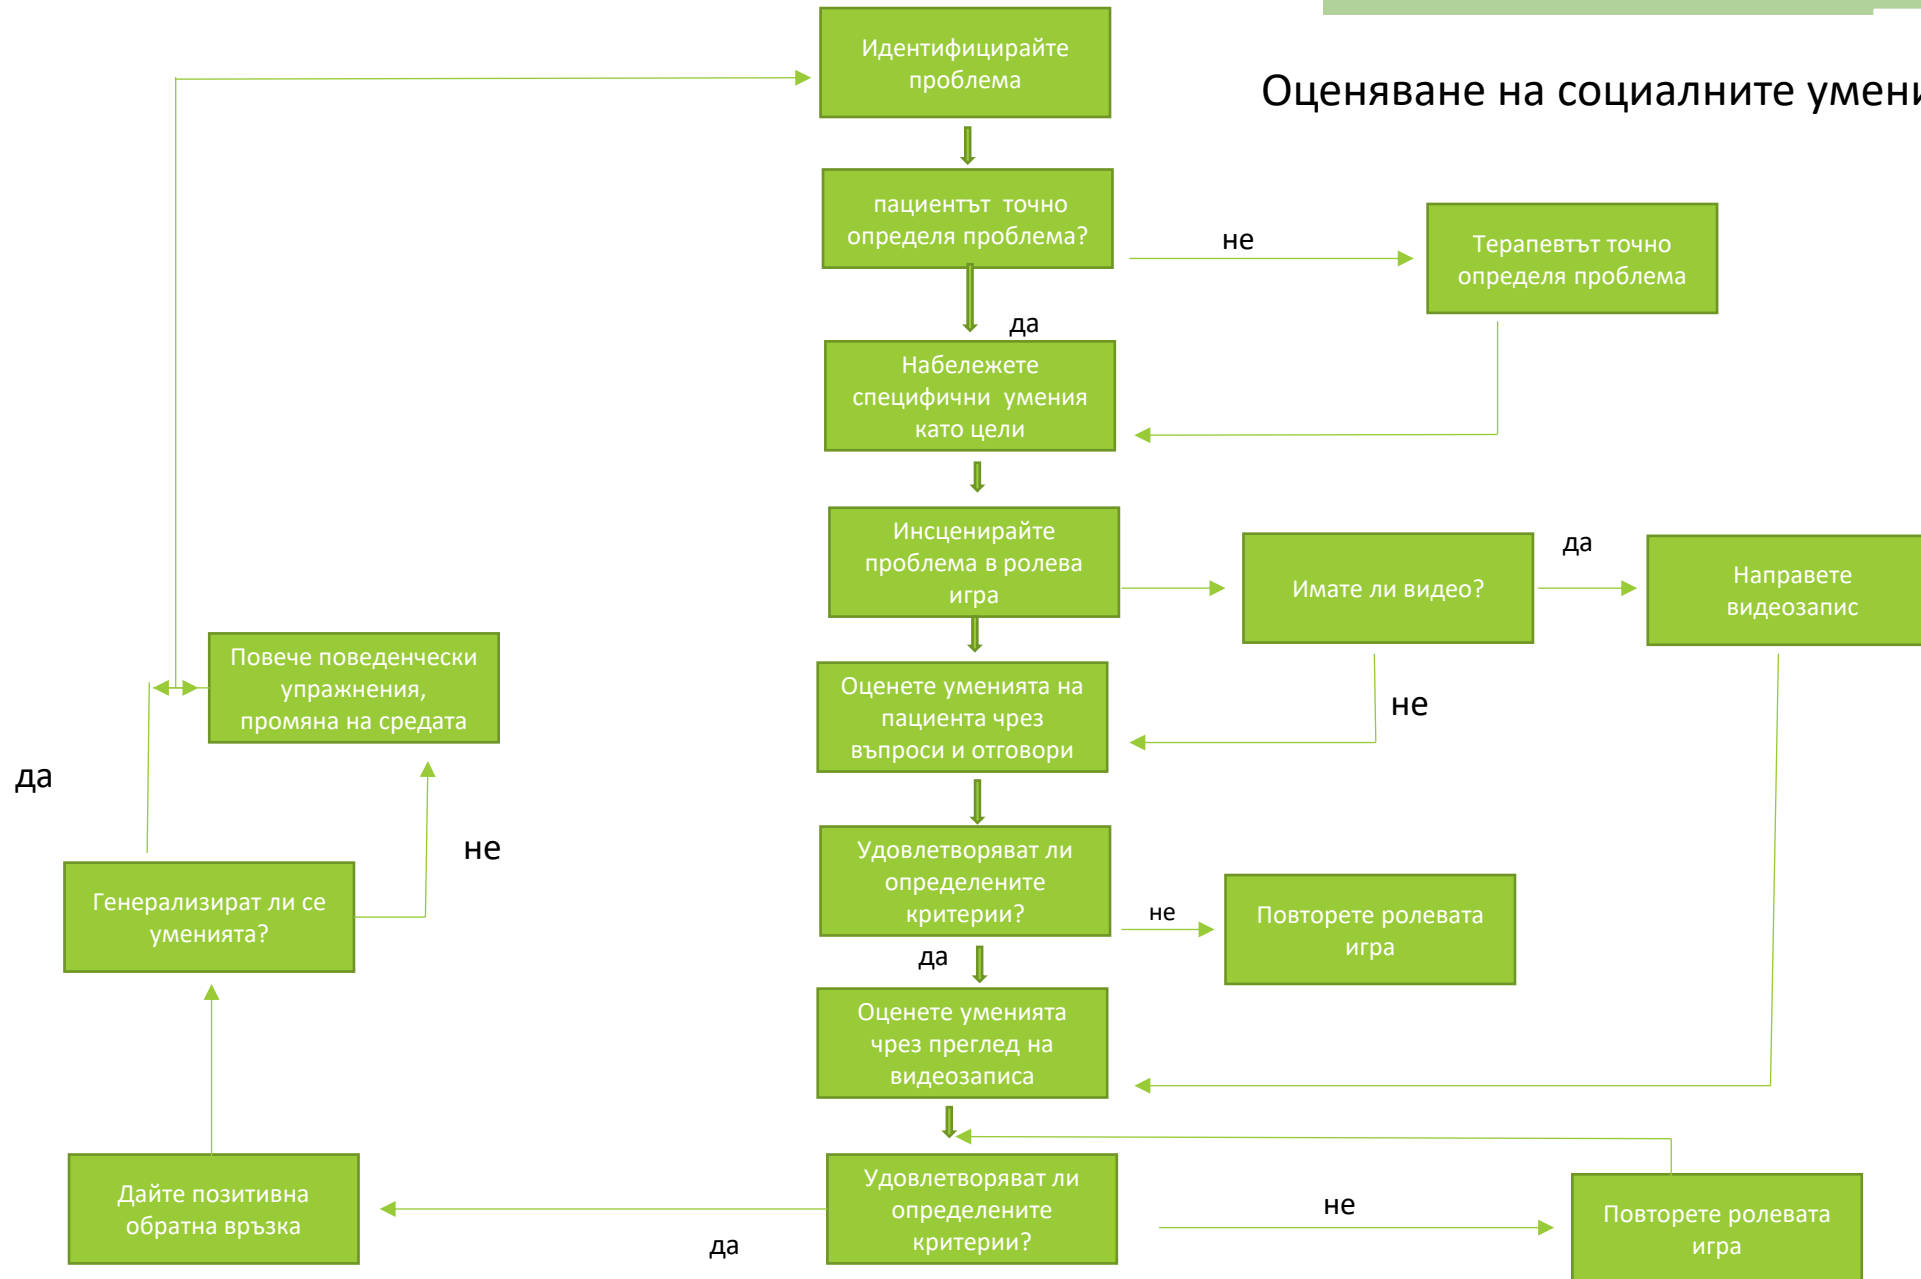 Идентифицирайте
проблема
Оценяване на социалните умени
пациентът точно
определя проблема?
не
Терапевтът точно
определя проблема
да
Набележете
специфични умения
като цели
Инсценирайте
проблема в ролева
игра
Имате ли видео?
да
Направете
видеозапис
Повече поведенчески
упражнения,
промяна на средата
Оценете уменията на
пациента чрез
въпроси и отговори
не
да
не
Удовлетворяват ли
определените
критерии?
не
Повторете ролевата
игра
Генерализират ли се
уменията?
да
Оценете уменията
чрез преглед на
видеозаписа
Дайте позитивна
обратна връзка
да
Удовлетворяват ли
определените
критерии?
не
Повторете ролевата
игра